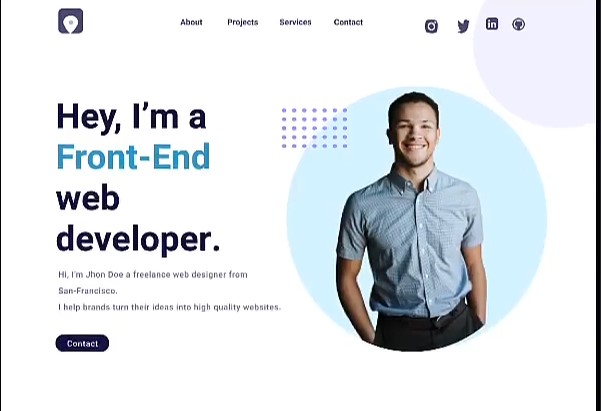 About Projects Services Contact
Hey, I'm a
Front-End
web
developer.
Hi, I'm Jhon Doe a freelance web designer from
San-Francisco.
I help brands turn their ideas into high quality websites.
Contact